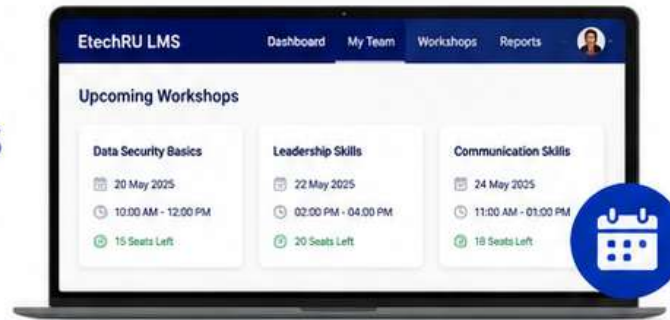 EtechRU LMS
Dashboard My Team Workshops Reports
Upcoming Workshops
Data Security Basics
20 May 2025
10:00 AM - 12:00 PM
15 Seats Left
Leadership Skills
22 May 2025
02:00 PM - 04:00 PM
20 Seats Left
Communication Skills
24 May 2025
11:00 AM - 01:00 PM
18 Seats Left